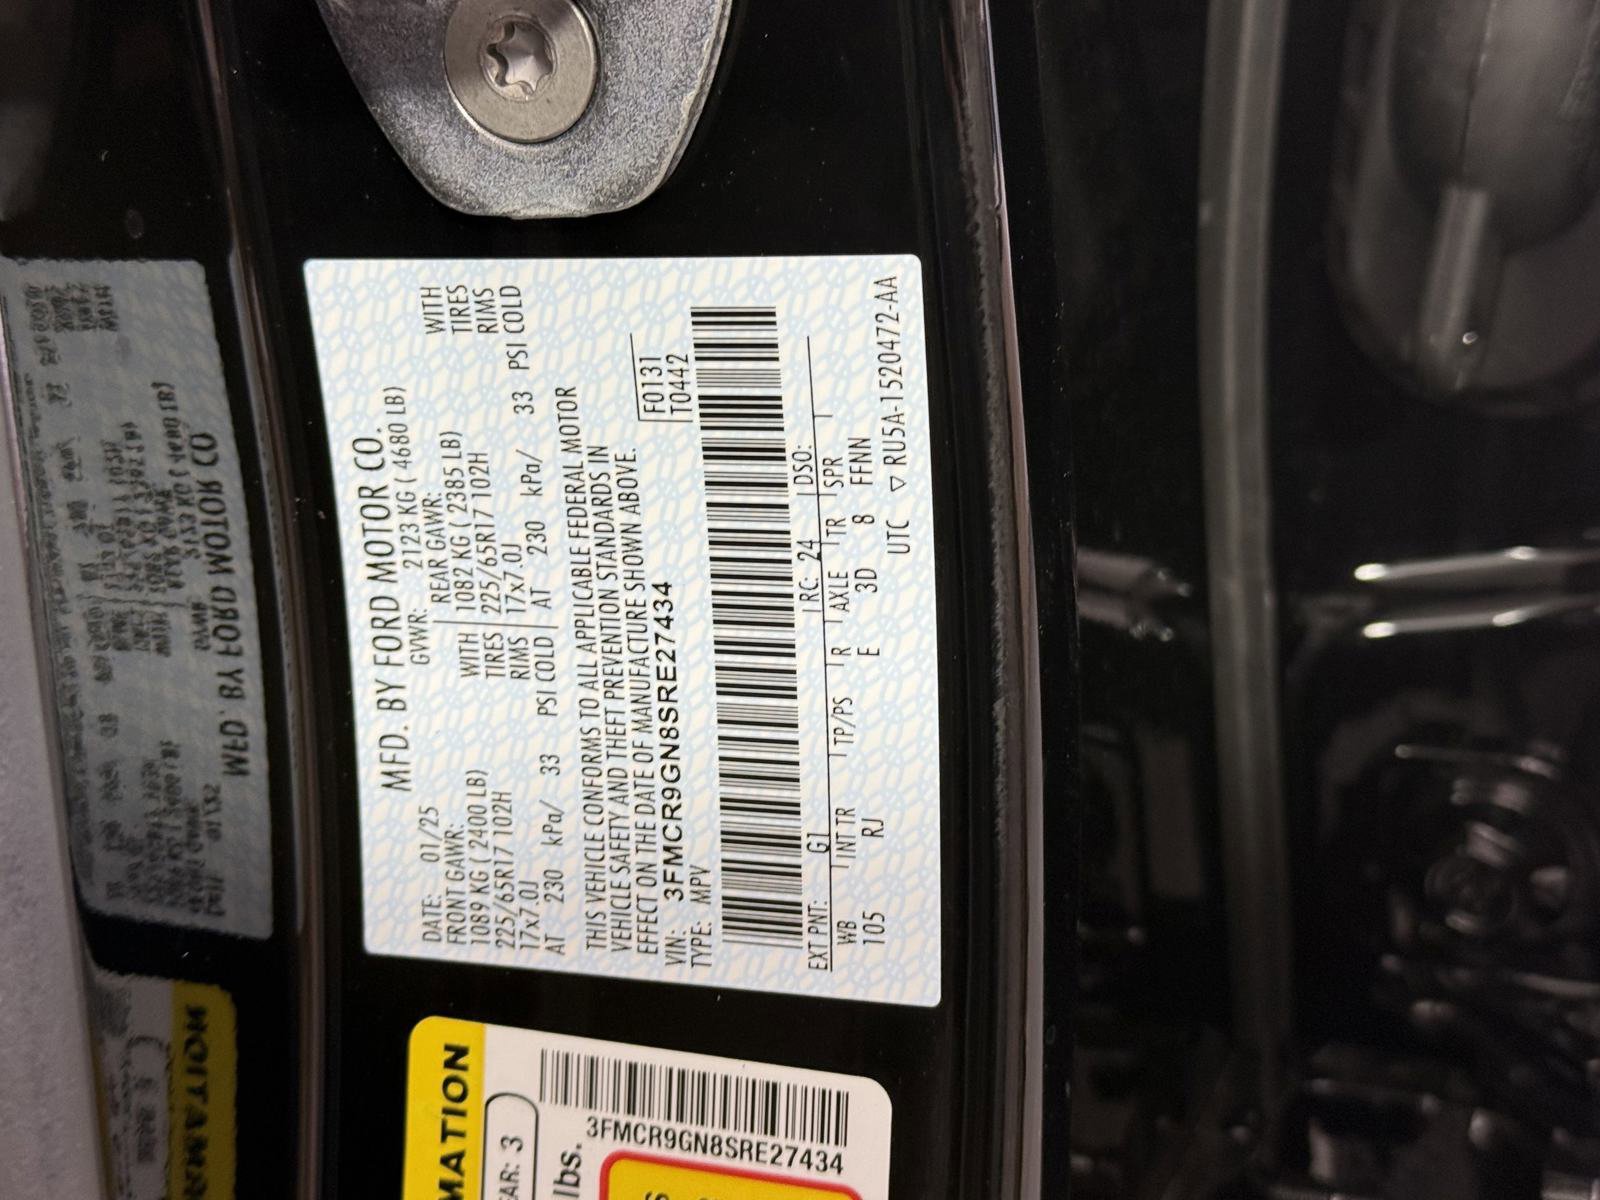 MFD. BY FORD MOTOR CO.
DATE: 01/25 GVWR: 2123 KG ( 4680 LB)
FRONT GAWR: REAR GAWR:
1089 KG ( 2400 LB) WITH 1082 KG ( 2385 LB) WITH
225/65R17 102H TIRES 225/65R17 102H TIRES
17x7.0J RIMS 17x7.0J RIMS
AT 230 kPa/ 33 PSI COLD AT 230 kPa/ 33 PSI COLD
THIS VEHICLE CONFORMS TO ALL APPLICABLE FEDERAL MOTOR
VEHICLE SAFETY AND THEFT PREVENTION STANDARDS IN
EFFECT ON THE DATE OF MANUFACTURE SHOWN ABOVE.
VIN: 3FMCR9GN8SRE27434 F0131
TYPE: MPV T0442
EXT PNT: G1 RC: 24 DSO:
WB INT TR TP/PS R AXLE TR SPR
105 RJ E 3D 8 FFNN
UTC ▽ RU5A-1520472-AA
MATION
AR: 3
lbs.
3FMCR9GN8SRE27434